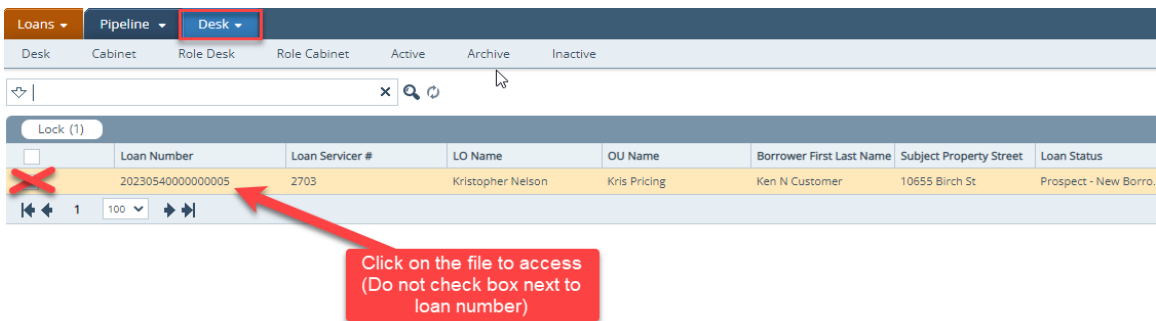 Loans Pipeline Desk
Desk Cabinet Role Desk Role Cabinet Active Archive Inactive
Lock (1)
Loan Number Loan Servicer # LO Name OU Name Borrower First Last Name Subject Property Street Loan Status
20230540000000005 2703 Kristopher Nelson Kris Pricing Ken N Customer 10655 Birch St Prospect - New Borro.
1 100
Click on the file to access
(Do not check box next to
loan number)